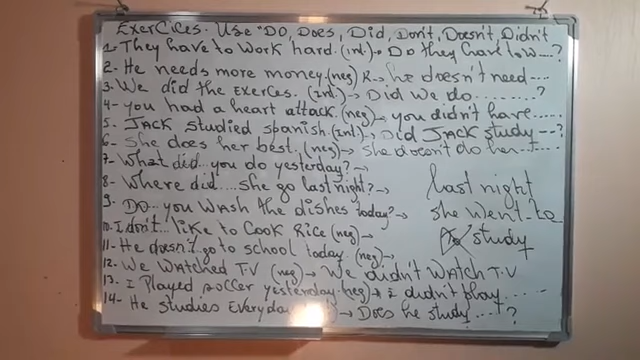 Exercices. Use "Do, Does, Did, Don't, Doesn't Didn't
1. They have to work hard. (int)→ Do they have to w....?
2- He needs more money.(neg) → he doesn't need....
3- We did the Exerces. (int.)→ Did we do.........?
4- you had a heart attack. (neg)→ you didn't have.....
5. JACK studied spanish.(int.)→ Did JACK study--?
6- She does her best. (neg)→ she doesn't do her.....
7- What did... you do yesterday?→
8- Where did.... she go last night?→
9- DO... you WASH the dishes today?→
10- I don't... like to Cook Rice (neg)→
11- He doesn't go to school today. (neg)→
12- We WATCHED TV (neg)→ We didn't WATCH T.V
13- I Played soccer yesterday (neg)→ i didn't play......
14- He studies Everyday → Does he study.....?
last night
she went to
study